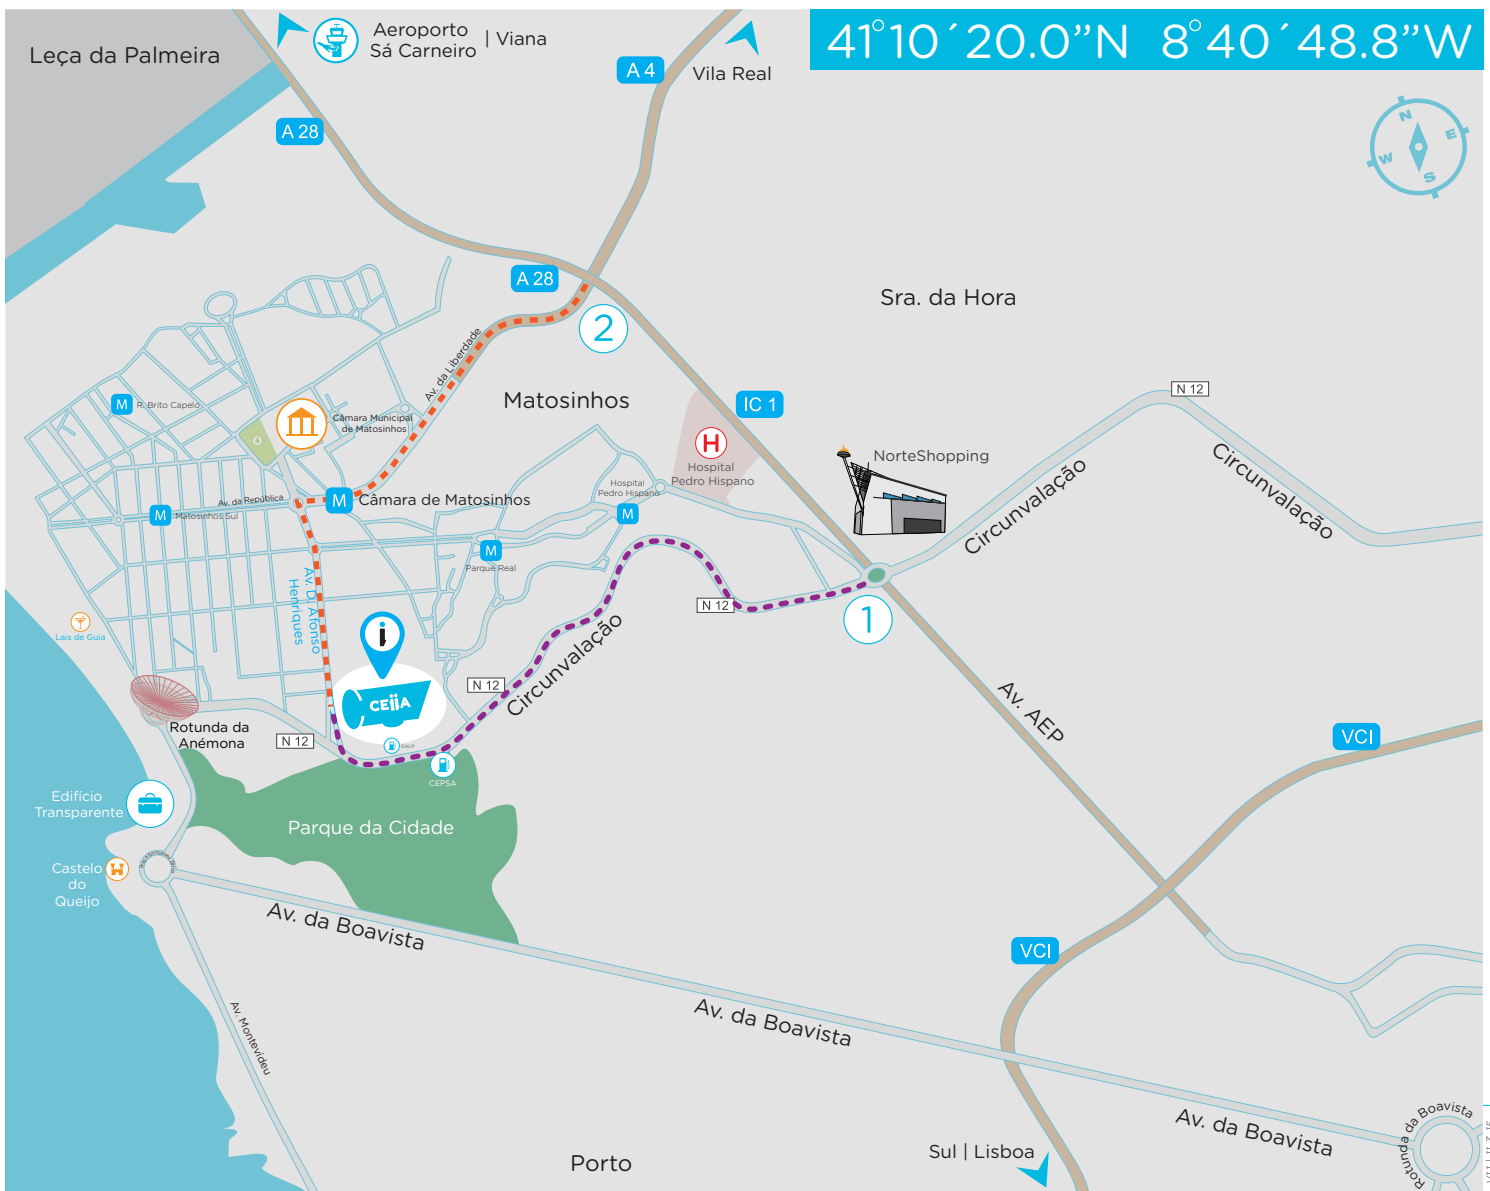 41°10´20.0”N 8°40´48.8”W
Leça da Palmeira
Aeroporto
Sá Carneiro | Viana
A 4
Vila Real
A 28
N
E
W
S
A 28
Sra. da Hora
2
Av. da Liberdade
Matosinhos
IC 1
N 12
M
R. Brito Capelo
Câmara Municipal
de Matosinhos
H
Hospital
Pedro Hispano
NorteShopping
Circunvalação
Circunvalação
Hospital
Pedro Hispano
M
Av. da República
M
Câmara de Matosinhos
M
Matosinhos Sul
M
Parque Real
Av. D. Afonso
Henriques
N 12
1
Lais de Guia
i
CEiiA
N 12
Circunvalação
Av. AEP
Rotunda da
Anémona
N 12
GALP
CEPSA
VCI
Edifício
Transparente
Parque da Cidade
Castelo
do
Queijo
Av. da Boavista
VCI
Av. Montevideu
Av. da Boavista
Av. da Boavista
Rotunda da Boavista
Sul | Lisboa
Porto